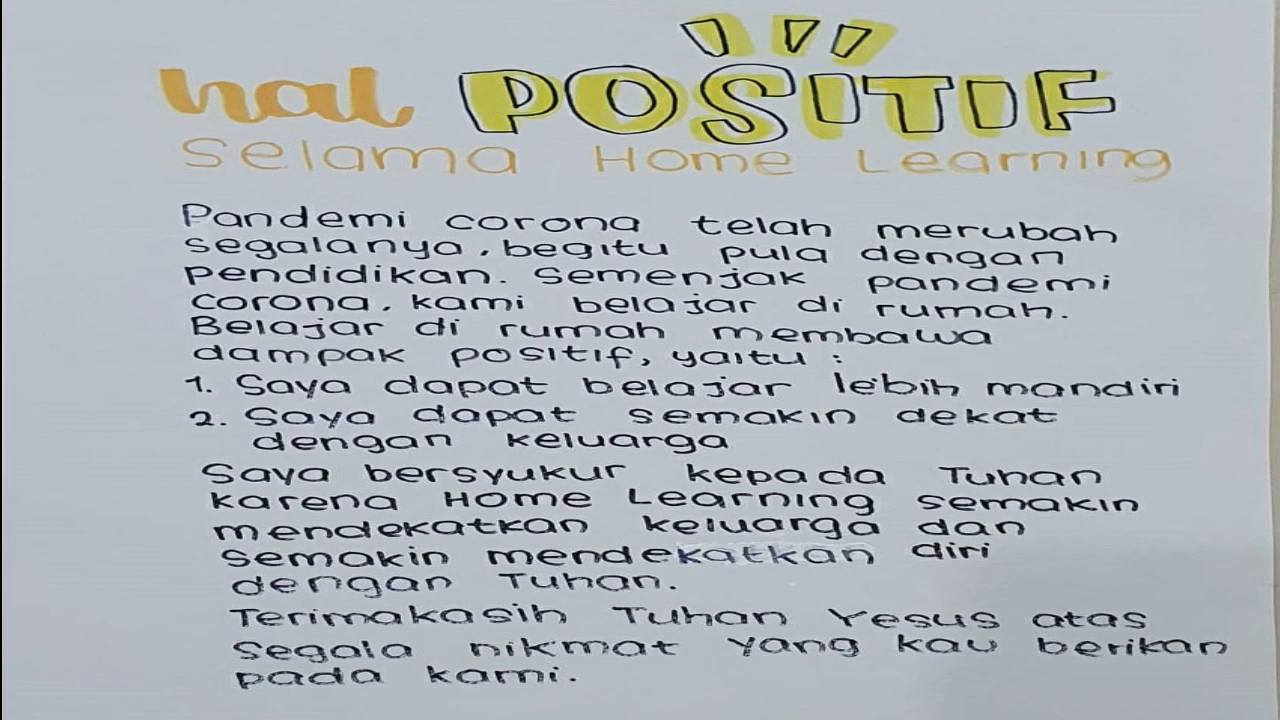 hal POSITIF
Selama Home Learning
Pandemi corona telah merubah
segalanya, begitu pula dengan
pendidikan. Semenjak pandemi
corona, kami belajar di rumah.
Belajar di rumah membawa
dampak positif, yaitu :
1. Saya dapat belajar lebih mandiri
2. Saya dapat semakin dekat
dengan keluarga
Saya bersyukur kepada Tuhan
karena Home Learning semakin
mendekatkan keluarga dan
semakin mendekatkan diri
dengan Tuhan.
Terimakasih Tuhan Yesus atas
segala nikmat yang kau berikan
pada kami.